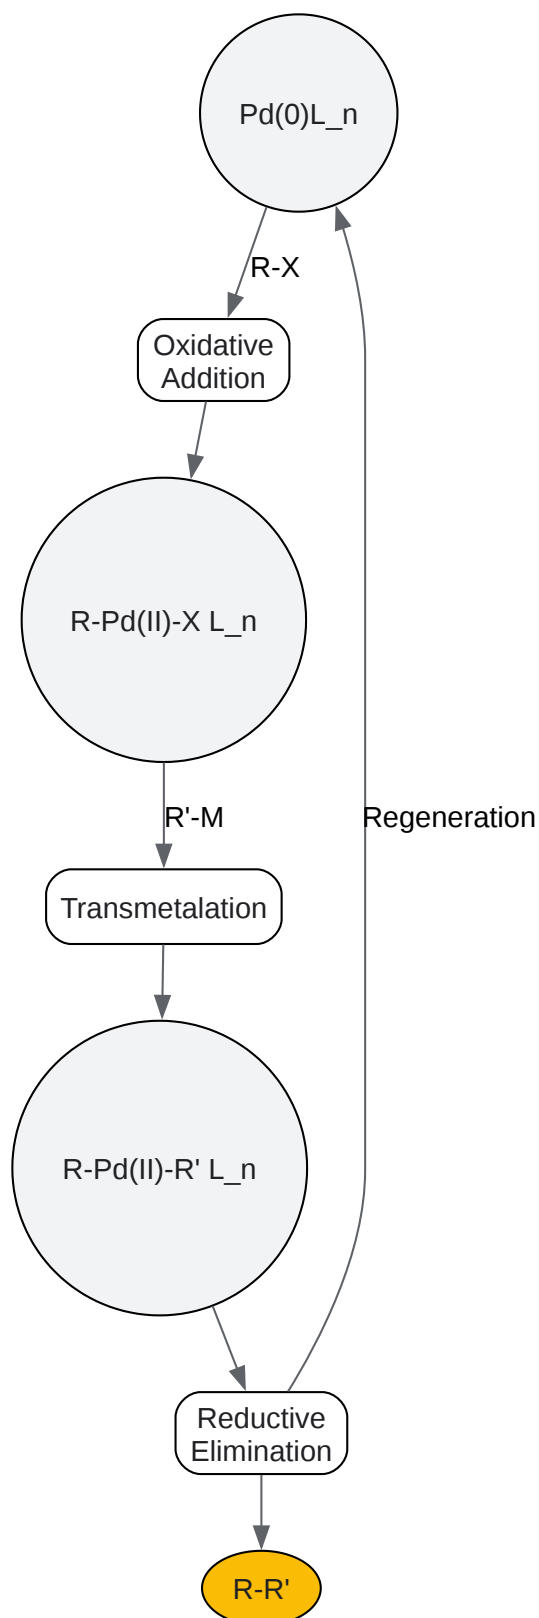 Pd(0)L_n
R-X
Oxidative
Addition
R-Pd(II)-X L_n
R'-M
Regeneration
Transmetalation
R-Pd(II)-R' L_n
Reductive
Elimination
R-R'